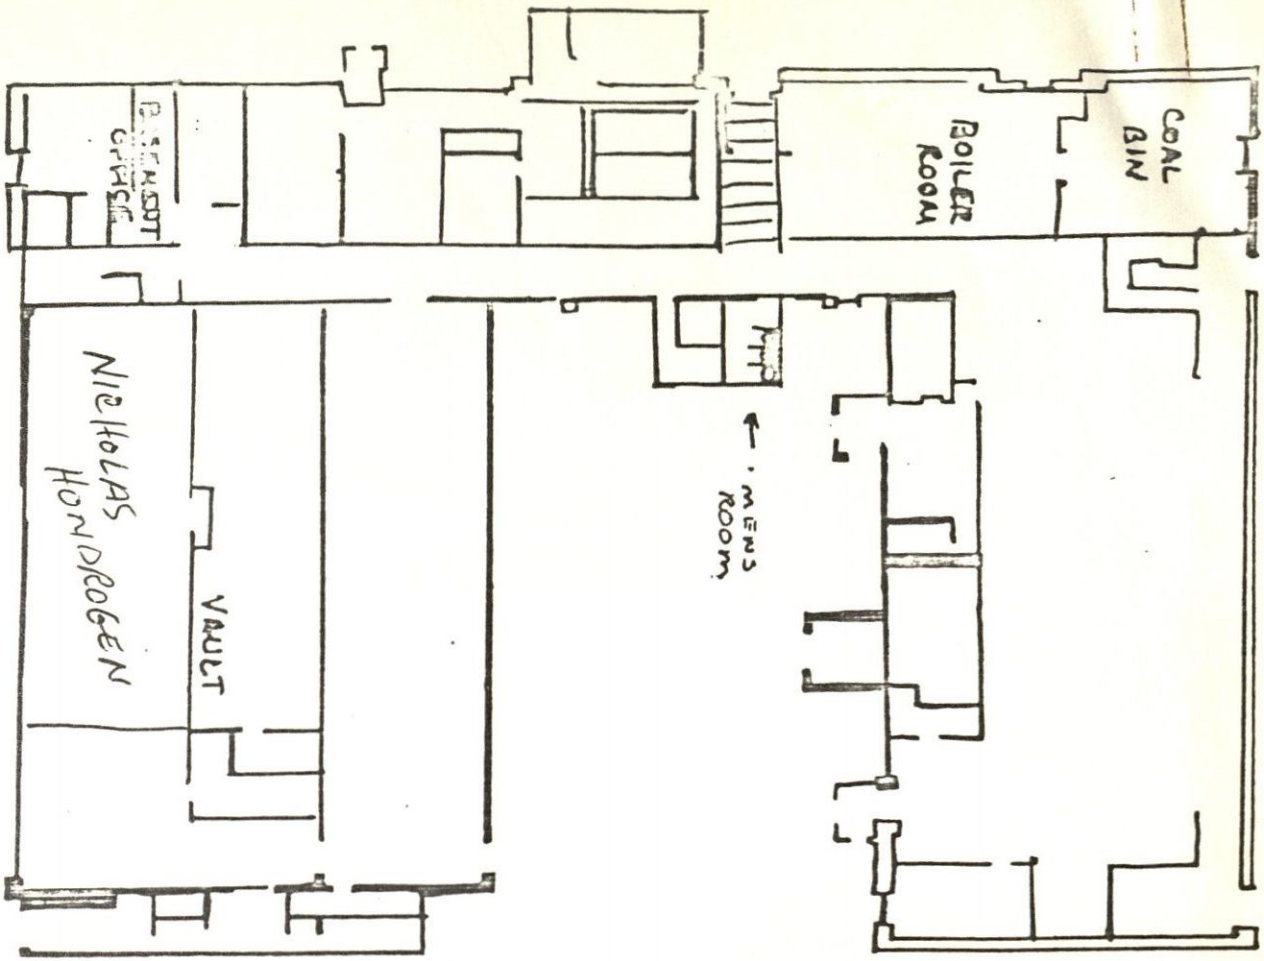 COAL
BIN
BOILER
ROOM
← MENS
ROOM
VAULT
NICHOLAS
HONDROGEN